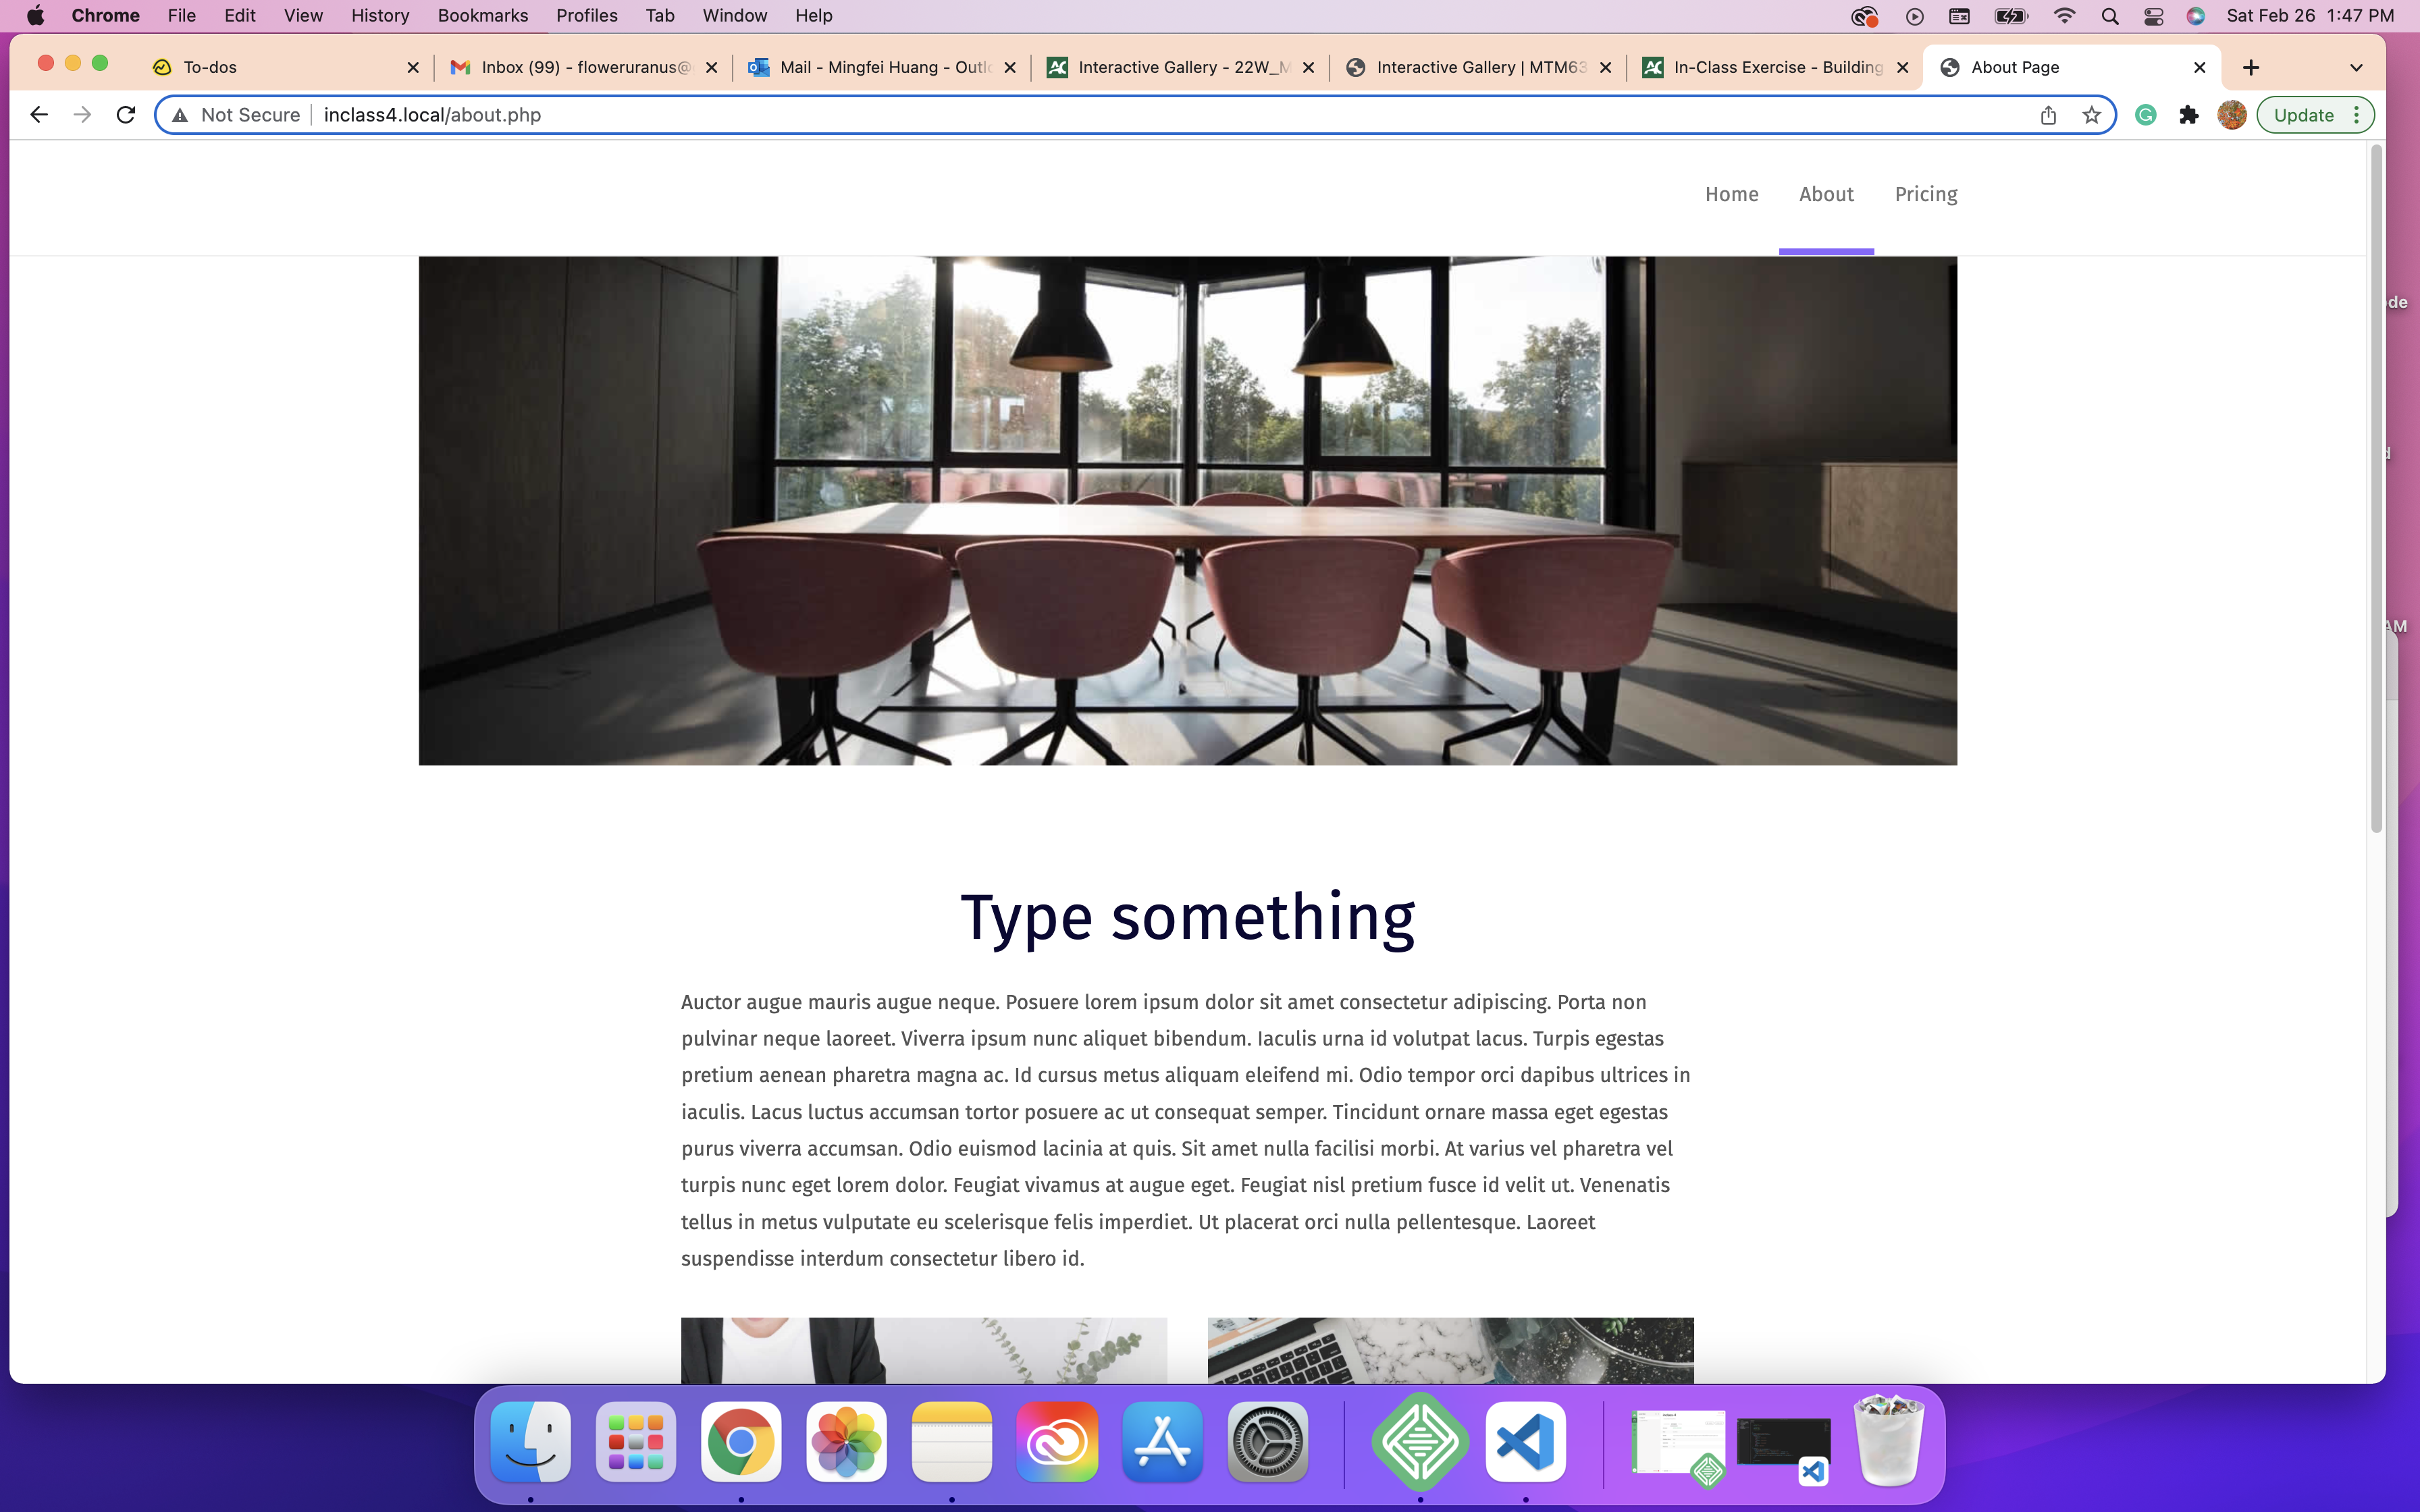 Chrome File Edit View History Bookmarks Profiles Tab Window Help Sat Feb 26 1:47 PM
To-dos Inbox (99) - floweruranus@ Mail - Mingfei Huang - Outl Interactive Gallery - 22W_M Interactive Gallery | MTM63 In-Class Exercise - Building About Page
Not Secure inclass4.local/about.php Update
Home About Pricing
Type something
Auctor augue mauris augue neque. Posuere lorem ipsum dolor sit amet consectetur adipiscing. Porta non
pulvinar neque laoreet. Viverra ipsum nunc aliquet bibendum. Iaculis urna id volutpat lacus. Turpis egestas
pretium aenean pharetra magna ac. Id cursus metus aliquam eleifend mi. Odio tempor orci dapibus ultrices in
iaculis. Lacus luctus accumsan tortor posuere ac ut consequat semper. Tincidunt ornare massa eget egestas
purus viverra accumsan. Odio euismod lacinia at quis. Sit amet nulla facilisi morbi. At varius vel pharetra vel
turpis nunc eget lorem dolor. Feugiat vivamus at augue eget. Feugiat nisl pretium fusce id velit ut. Venenatis
tellus in metus vulputate eu scelerisque felis imperdiet. Ut placerat orci nulla pellentesque. Laoreet
suspendisse interdum consectetur libero id.